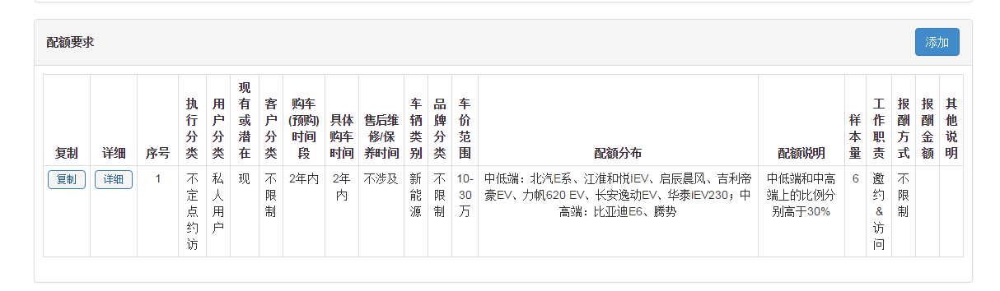 配额要求
添加
复制
详细
序号
执行分类
用户分类
现有或潜在
客户分类
购车(预购)时间段
具体购车时间
售后维修/保养时间
车辆类别
品牌分类
车价范围
配额分布
配额说明
样本量
工作职责
报酬方式
报酬金额
其他说明
复制
详细
1
不定点约访
私人用户
现
不限制
2年内
2年内
不涉及
新能源
不限制
10-30万
中低端：北汽E系、江淮和悦IEV、启辰晨风、吉利帝
豪EV、力帆620 EV、长安逸动EV、华泰iEV230；中
高端：比亚迪E6、腾势
中低端和中高
端上的比例分
别高于30%
6
邀约&访问
不限制